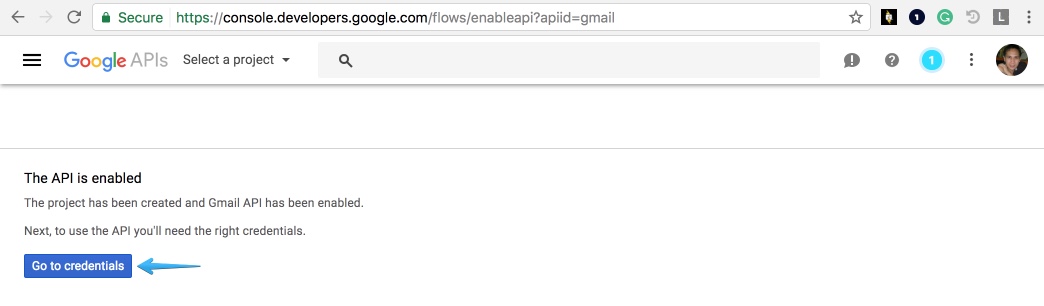 Secure https://console.developers.google.com/flows/enableapi?apiid=gmail 1 L
Google APIs Select a project 1
The API is enabled
The project has been created and Gmail API has been enabled.
Next, to use the API you'll need the right credentials.
Go to credentials